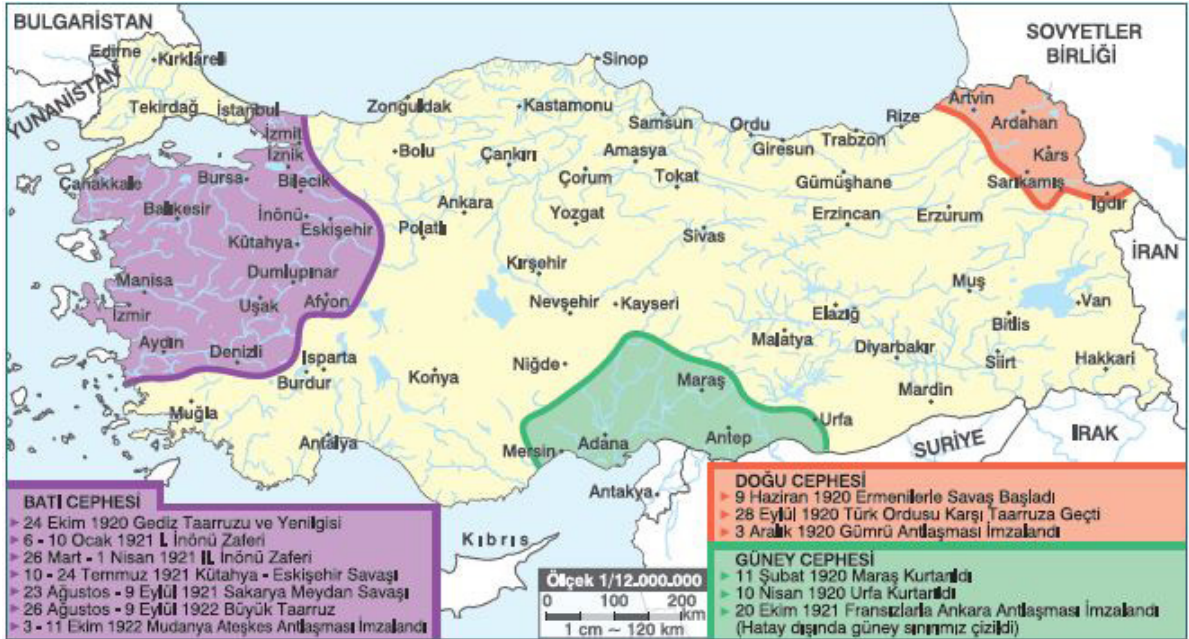 BULGARİSTAN
SOVYETLER
BİRLİĞİ
YUNANİSTAN
Edirne
Kırklareli
Tekirdağ
İstanbul
İzmit
İznik
Zonguldak
Kastamonu
Sinop
Samsun
Ordu
Giresun
Trabzon
Rize
Artvin
Ardahan
Kars
Sarıkamış
Iğdır
Çanakkale
Bursa
Bilecik
Bolu
Çankırı
Amasya
Çorum
Tokat
Gümüşhane
Balıkesir
İnönü
Eskişehir
Ankara
Polatlı
Yozgat
Sivas
Erzincan
Erzurum
İRAN
Kütahya
Dumlupınar
Kırşehir
Manisa
Uşak
Afyon
Nevşehir
Kayseri
Elazığ
Muş
Van
İzmir
Malatya
Bitlis
Aydın
Denizli
Isparta
Burdur
Konya
Niğde
Maraş
Diyarbakır
Siirt
Hakkari
Mardin
Muğla
Antalya
Mersin
Adana
Antep
Urfa
SURİYE
IRAK
Antakya
Kıbrıs
BATI CEPHESİ
24 Ekim 1920 Gediz Taarruzu ve Yenilgisi
6 - 10 Ocak 1921 I. İnönü Zaferi
26 Mart - 1 Nisan 1921 II. İnönü Zaferi
10 - 24 Temmuz 1921 Kütahya - Eskişehir Savaşı
23 Ağustos - 9 Eylül 1921 Sakarya Meydan Savaşı
26 Ağustos - 9 Eylül 1922 Büyük Taarruz
3 - 11 Ekim 1922 Mudanya Ateşkes Antlaşması İmzalandı
Ölçek 1/12.000.000
0 100 200
km
1 cm ~ 120 km
DOĞU CEPHESİ
9 Haziran 1920 Ermenilerle Savaş Başladı
28 Eylül 1920 Türk Ordusu Karşı Taarruza Geçti
3 Aralık 1920 Gümrü Antlaşması İmzalandı
GÜNEY CEPHESİ
11 Şubat 1920 Maraş Kurtarıldı
10 Nisan 1920 Urfa Kurtarıldı
20 Ekim 1921 Fransızlarla Ankara Antlaşması İmzalandı
(Hatay dışında güney sınırımız çizildi)